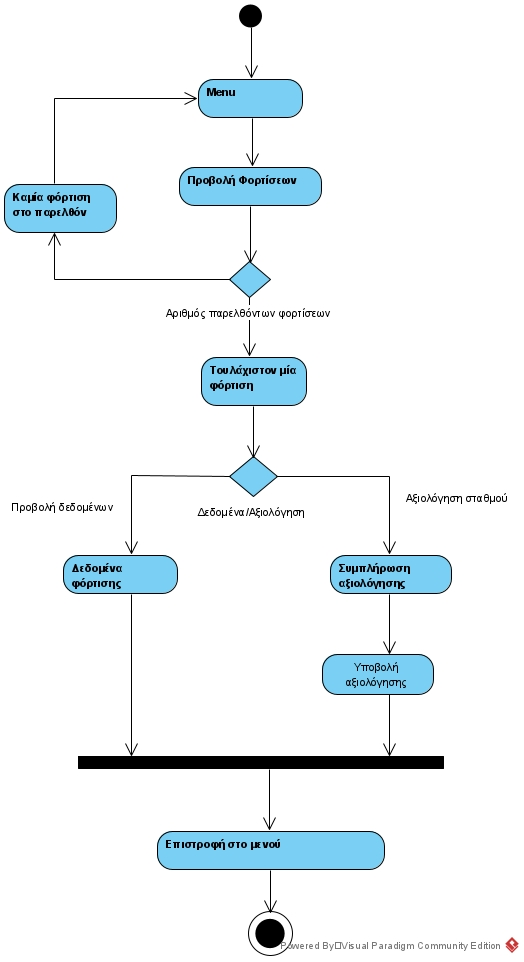 Menu
Προβολή Φορτίσεων
Καμία φόρτιση
στο παρελθόν
Αριθμός παρελθόντων φορτίσεων
Τουλάχιστον μία
φόρτιση
Προβολή δεδομένων
Δεδομένα/Αξιολόγηση
Αξιολόγηση σταθμού
Δεδομένα
φόρτισης
Συμπλήρωση
αξιολόγησης
Υποβολή
αξιολόγησης
Επιστροφή στο μενού
Powered By Visual Paradigm Community Edition